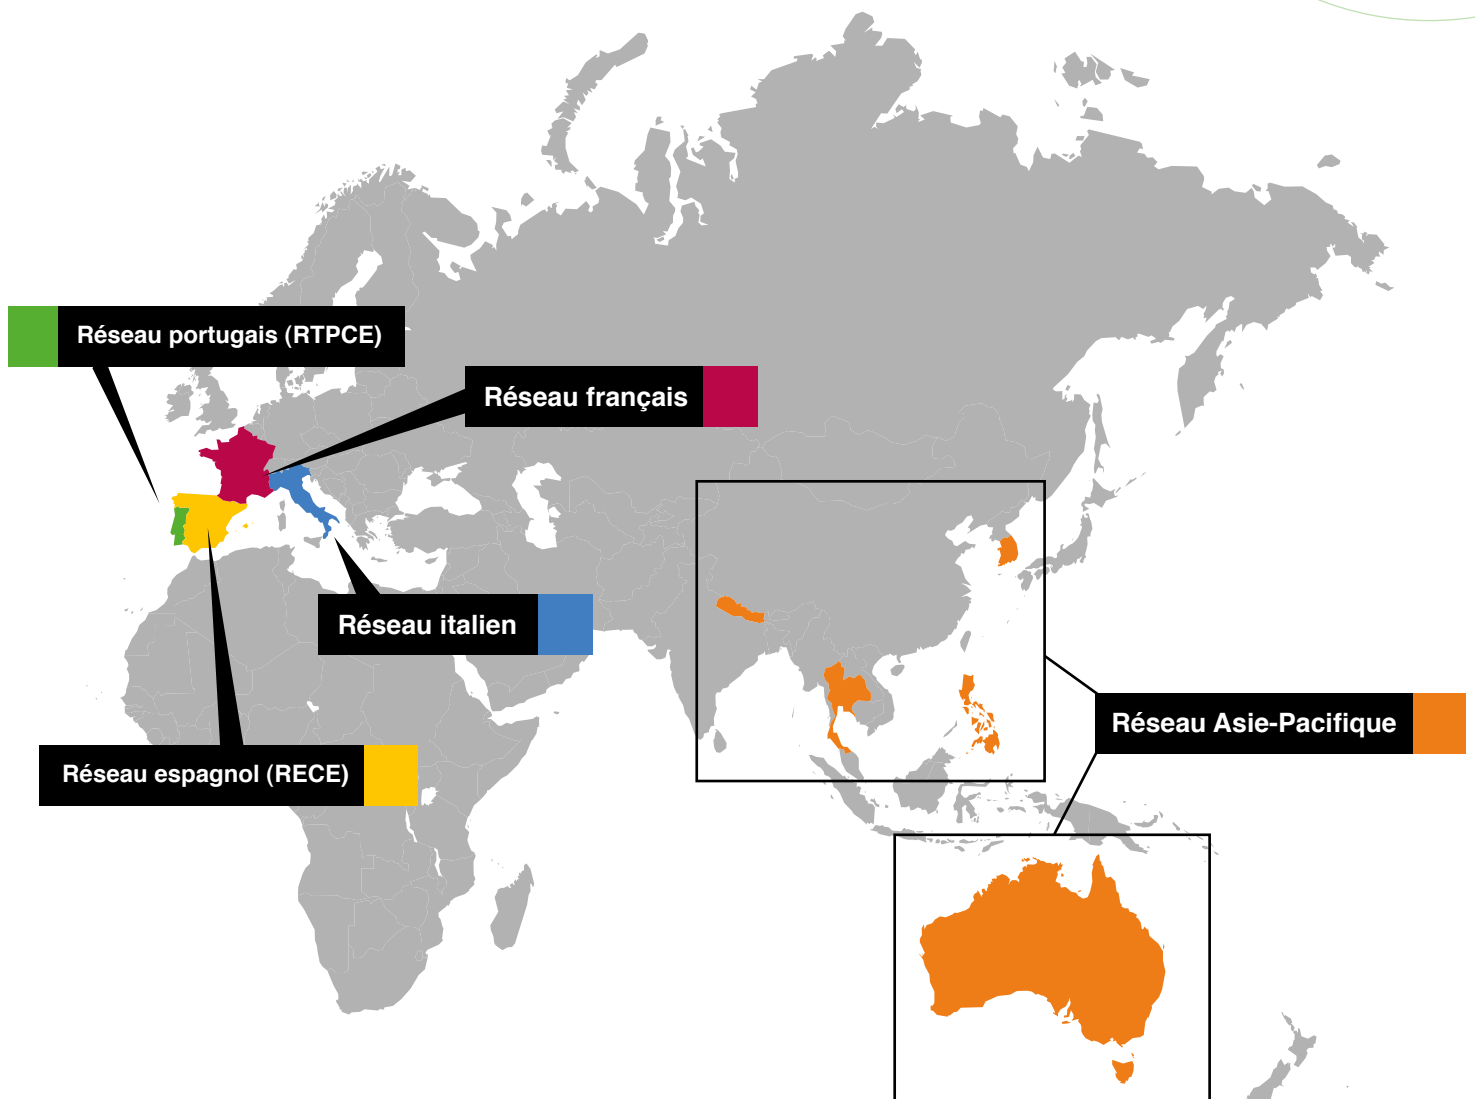 Réseau portugais (RTPCE)
Réseau français
Réseau italien
Réseau Asie-Pacifique
Réseau espagnol (RECE)